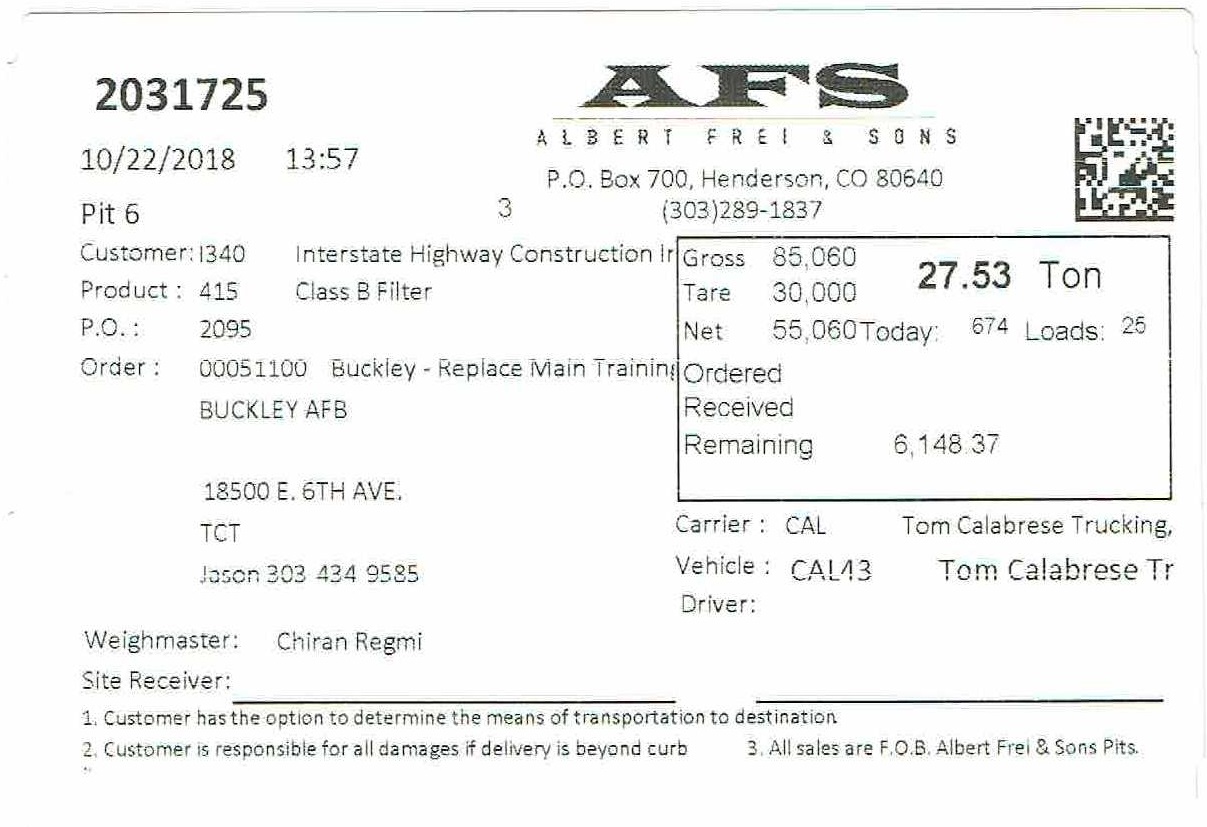 2031725
AFS
ALBERT FREI & SONS
10/22/2018 13:57
P.O. Box 700, Henderson, CO 80640
Pit 6 3 (303)289-1837
Customer: I340 Interstate Highway Construction Ir
Product : 415 Class B Filter
P.O. : 2095
Order : 00051100 Buckley - Replace Main Training
BUCKLEY AFB
18500 E. 6TH AVE.
TCT
Jason 303 434 9585
Gross 85,060 27.53 Ton
Tare 30,000
Net 55,060 Today: 674 Loads: 25
Ordered
Received
Remaining 6,148.37
Carrier : CAL Tom Calabrese Trucking,
Vehicle : CAL43 Tom Calabrese Tr
Driver:
Weighmaster: Chiran Regmi
Site Receiver:
1. Customer has the option to determine the means of transportation to destination
2. Customer is responsible for all damages if delivery is beyond curb 3. All sales are F.O.B. Albert Frei & Sons Pits.